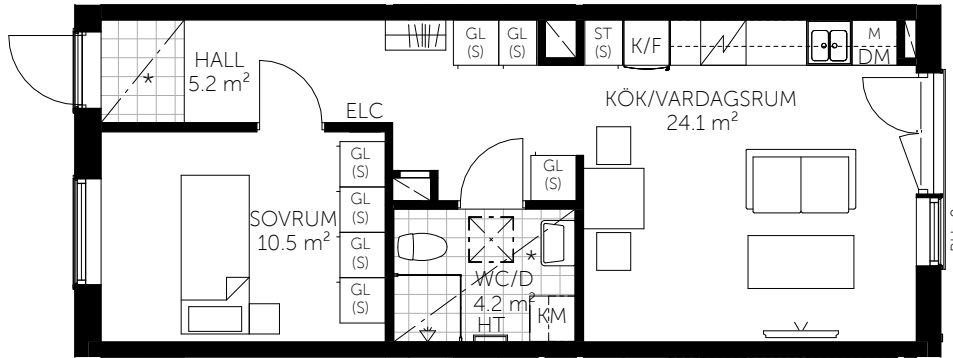 HALL
5.2 m²
GL
(S)
GL
(S)
ST
(S)
K/F
M
DM
ELC
KÖK/VARDAGSRUM
24.1 m²
GL
(S)
GL
(S)
GL
(S)
GL
(S)
GL
(S)
SOVRUM
10.5 m²
*
*
WC/D
4.2 m²
HT
KM